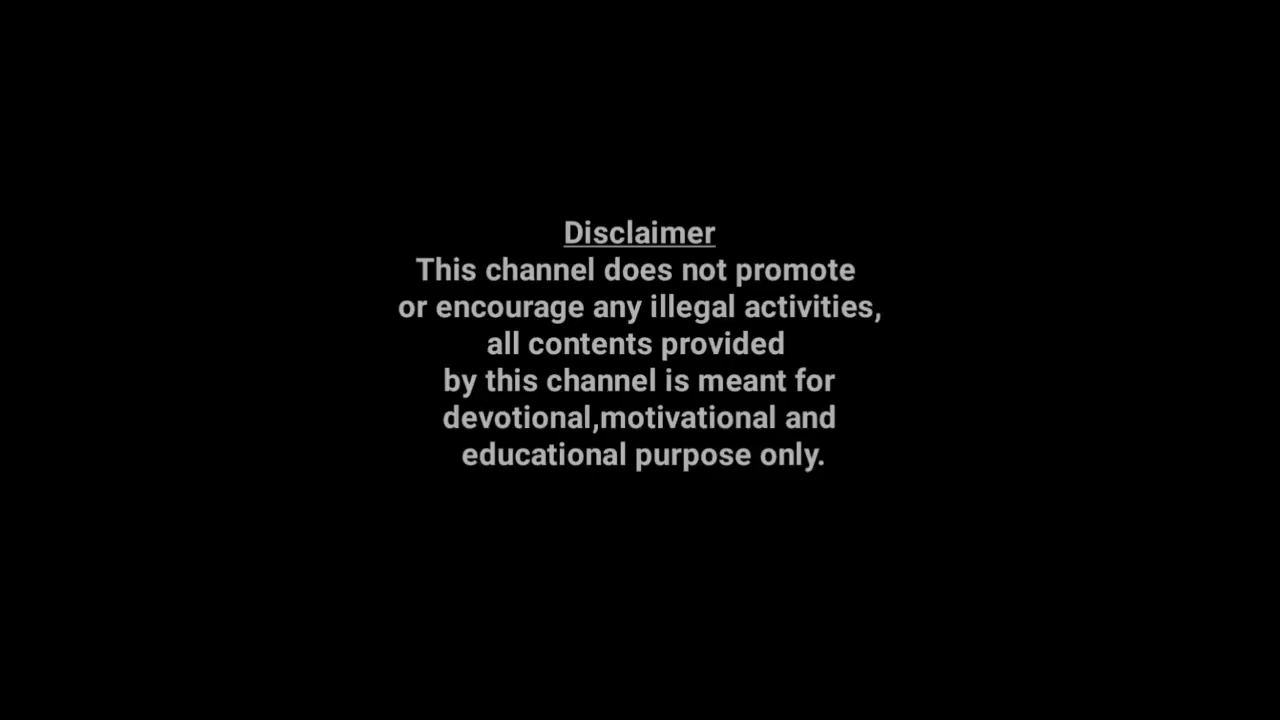 Disclaimer
This channel does not promote
or encourage any illegal activities,
all contents provided
by this channel is meant for
devotional,motivational and
educational purpose only.